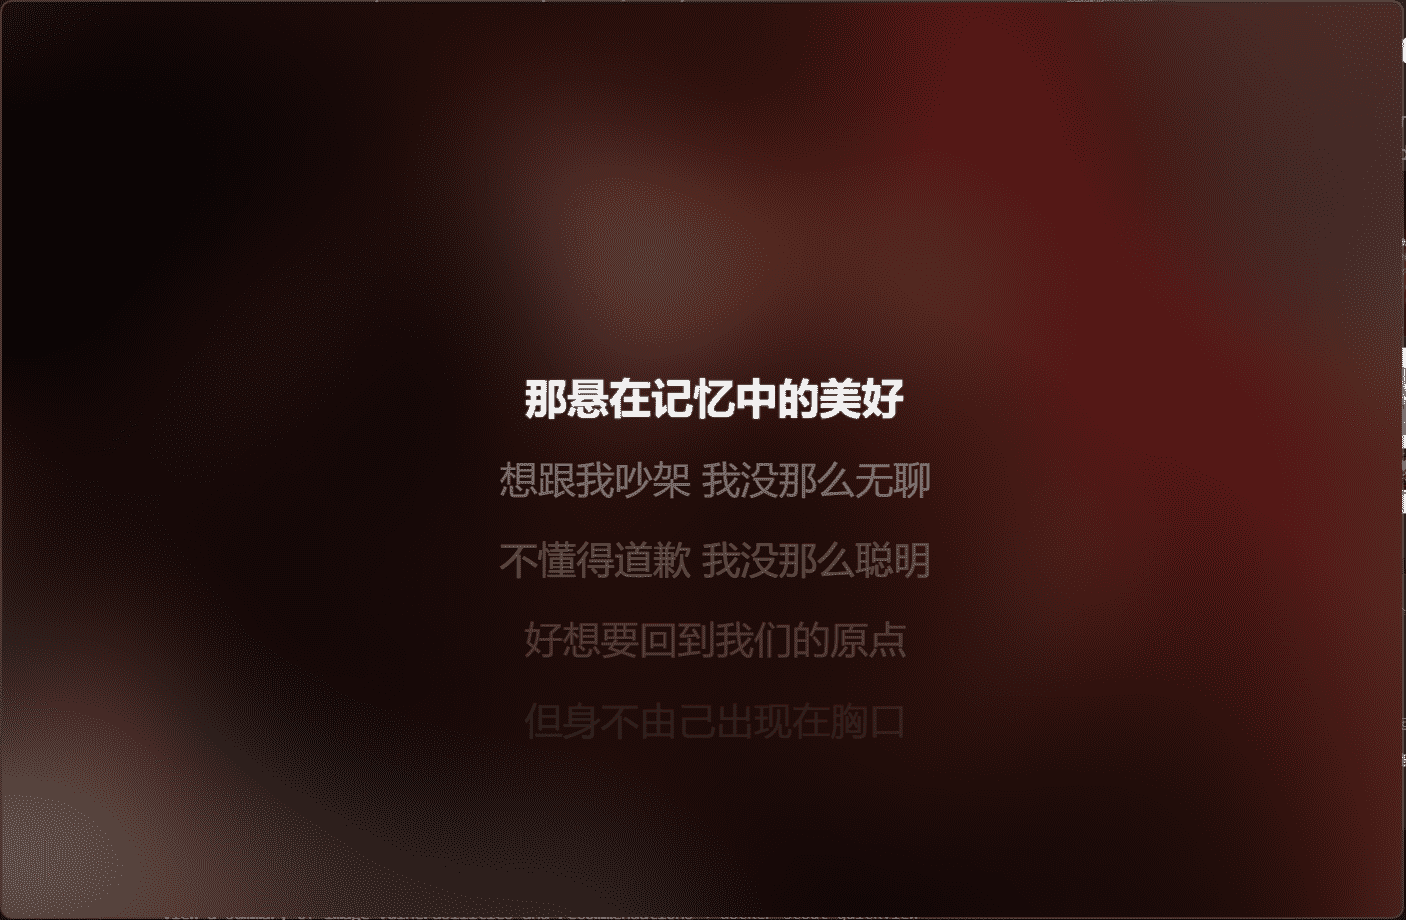 那悬在记忆中的美好
想跟我吵架 我没那么无聊
不懂得道歉 我没那么聪明
好想要回到我们的原点
但身不由己出现在胸口